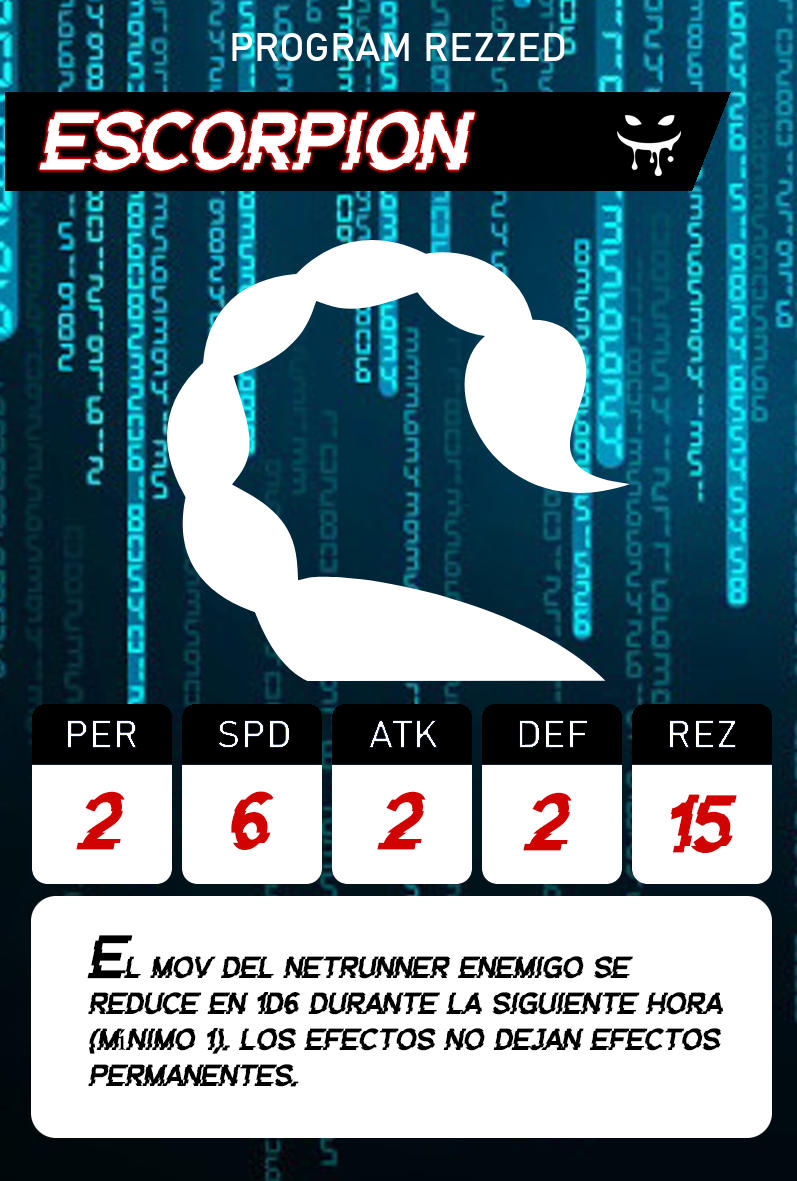 PROGRAM REZZED
ESCORPION
PER SPD ATK DEF REZ
2 6 2 2 15
EL MOV DEL NETRUNNER ENEMIGO SE
REDUCE EN 1D6 DURANTE LA SIGUIENTE HORA
(MíNIMO 1). LOS EFECTOS NO DEJAN EFECTOS
PERMANENTES.